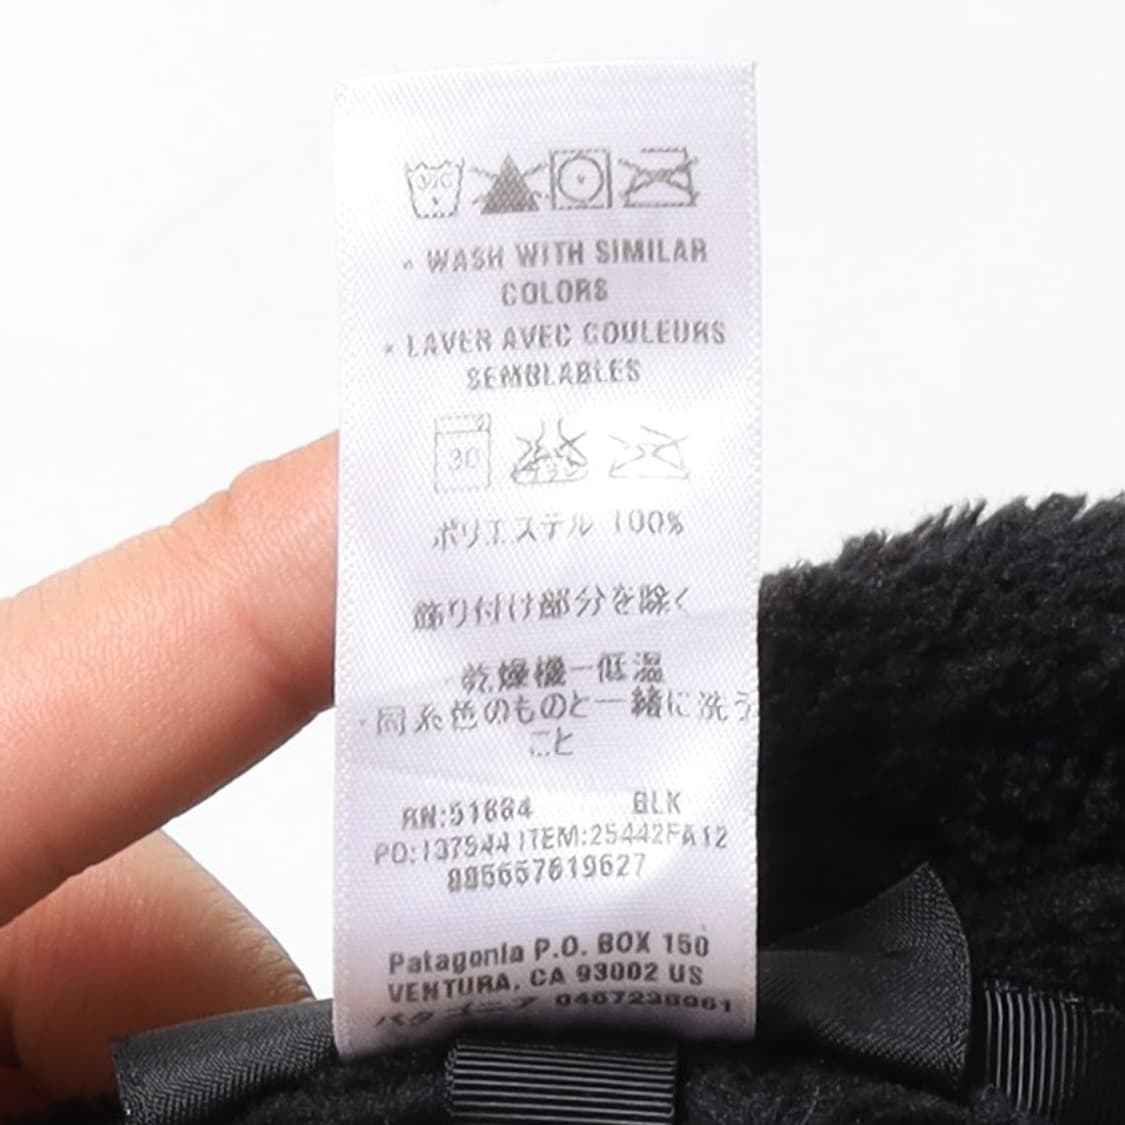 • WASH WITH SIMILAR
COLORS
• LAVER AVEC COULEURS
SEMBLABLES
30
ポリエステル 100%
飾り付け部分を除く
乾燥機一低温
・同系色のものと一緒に洗う
こと
RN:51884 BLK
PO:137544 ITEM:25442FA12
Patagonia P.O. BOX 150
VENTURA, CA 93002 US
パタゴニア 0467238961